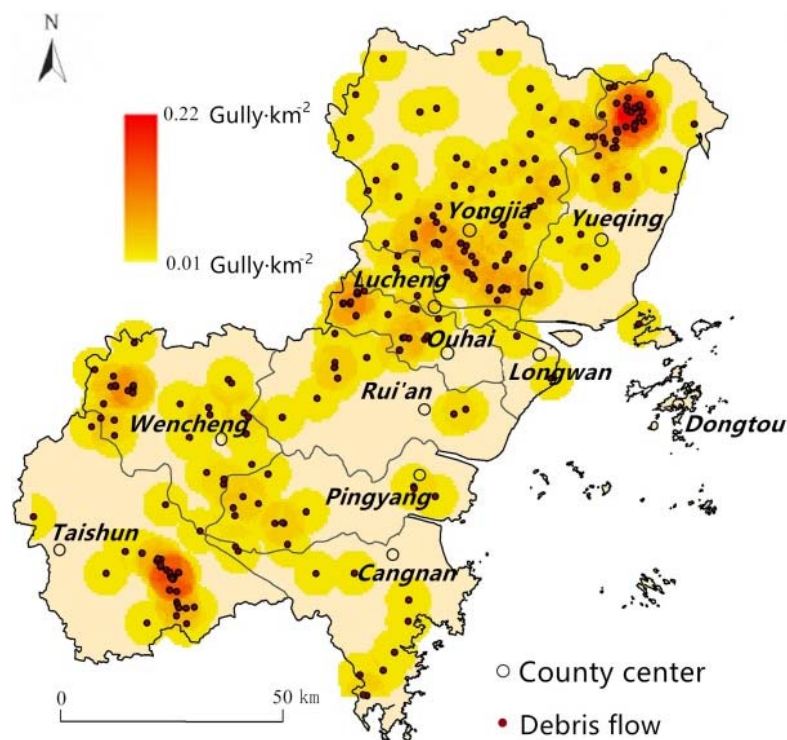 N
0.22 Gully·km-2
0.01 Gully·km-2
Yongjia
Yueqing
Lucheng
Ouhai
Longwan
Rui'an
Dongtou
Wencheng
Pingyang
Taishun
Cangnan
County center
0 50 km
Debris flow